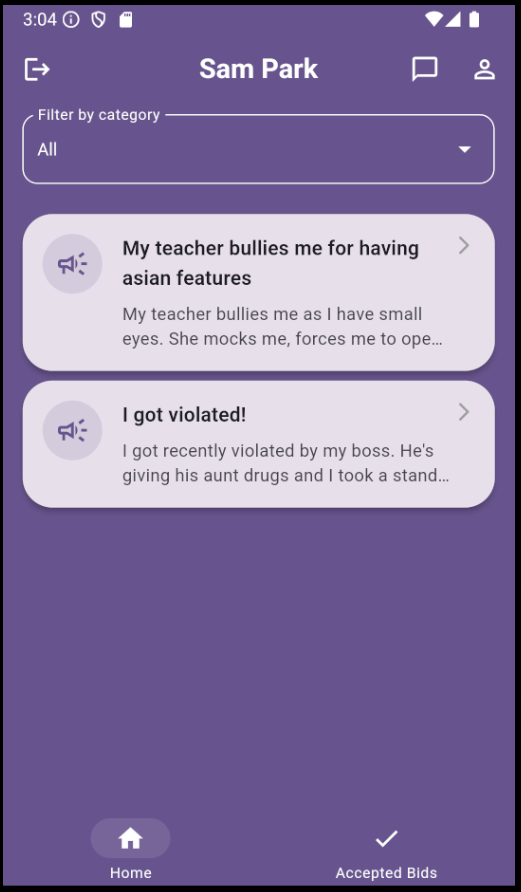 3:04
Sam Park
Filter by category
All
My teacher bullies me for having
asian features
My teacher bullies me as I have small
eyes. She mocks me, forces me to ope…
I got violated!
I got recently violated by my boss. He's
giving his aunt drugs and I took a stand…
Home
Accepted Bids